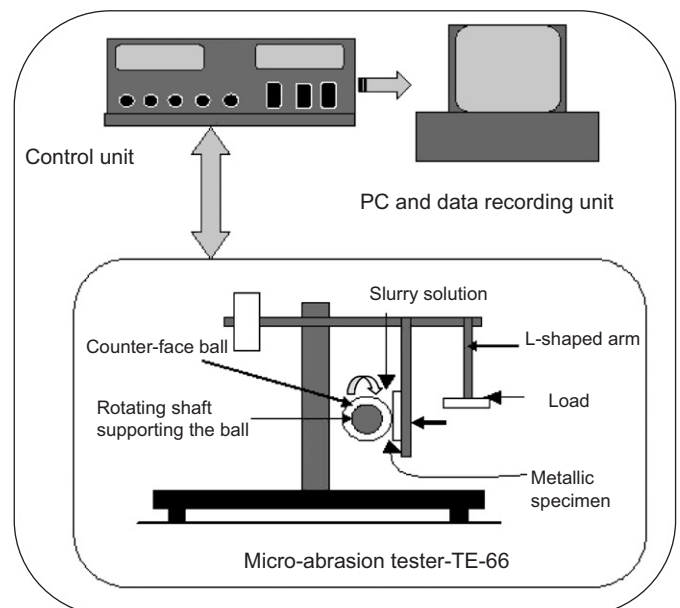 Control unit
PC and data recording unit
Slurry solution
Counter-face ball
L-shaped arm
Rotating shaft
supporting the ball
Load
Metallic
specimen
Micro-abrasion tester-TE-66